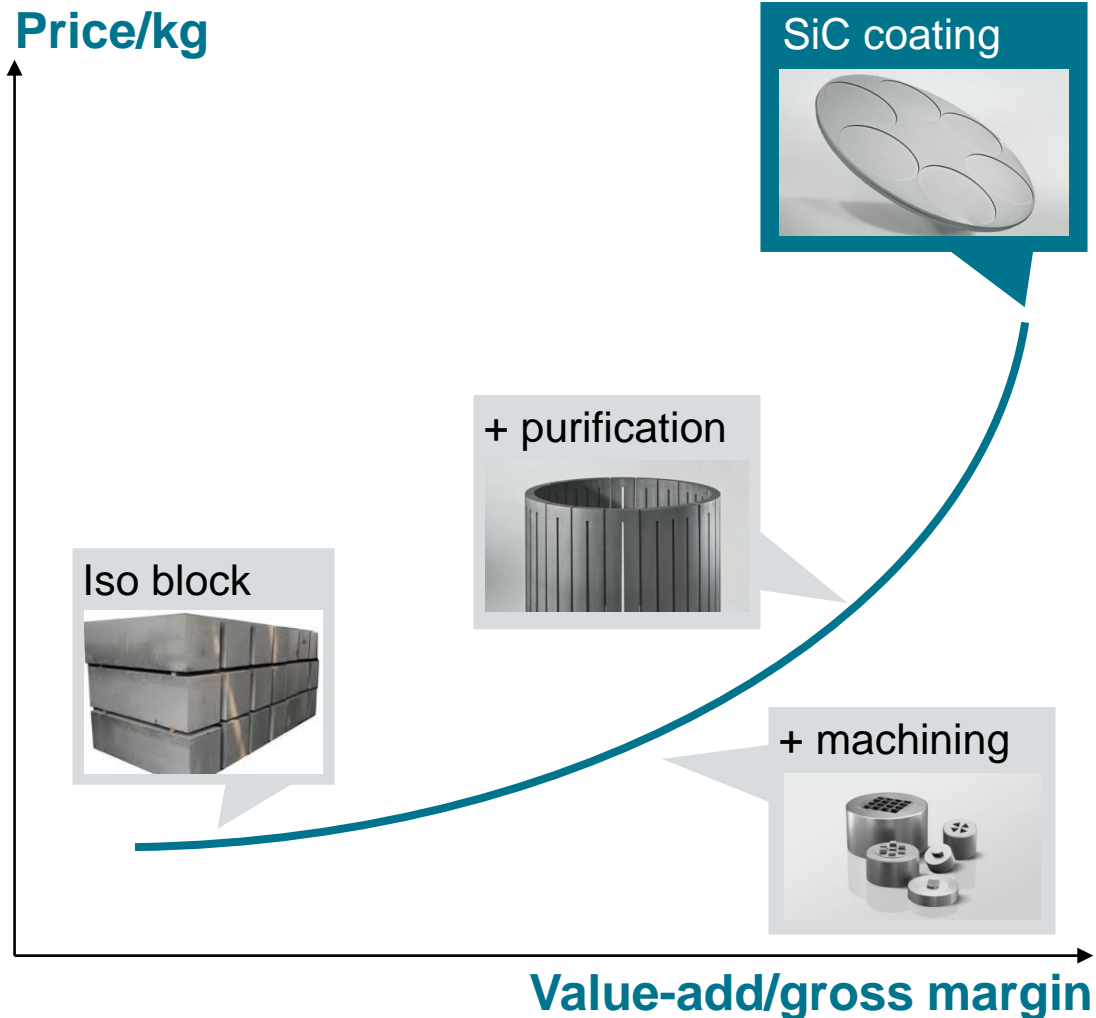 Price/kg
SiC coating
+ purification
Iso block
+ machining
Value-add/gross margin